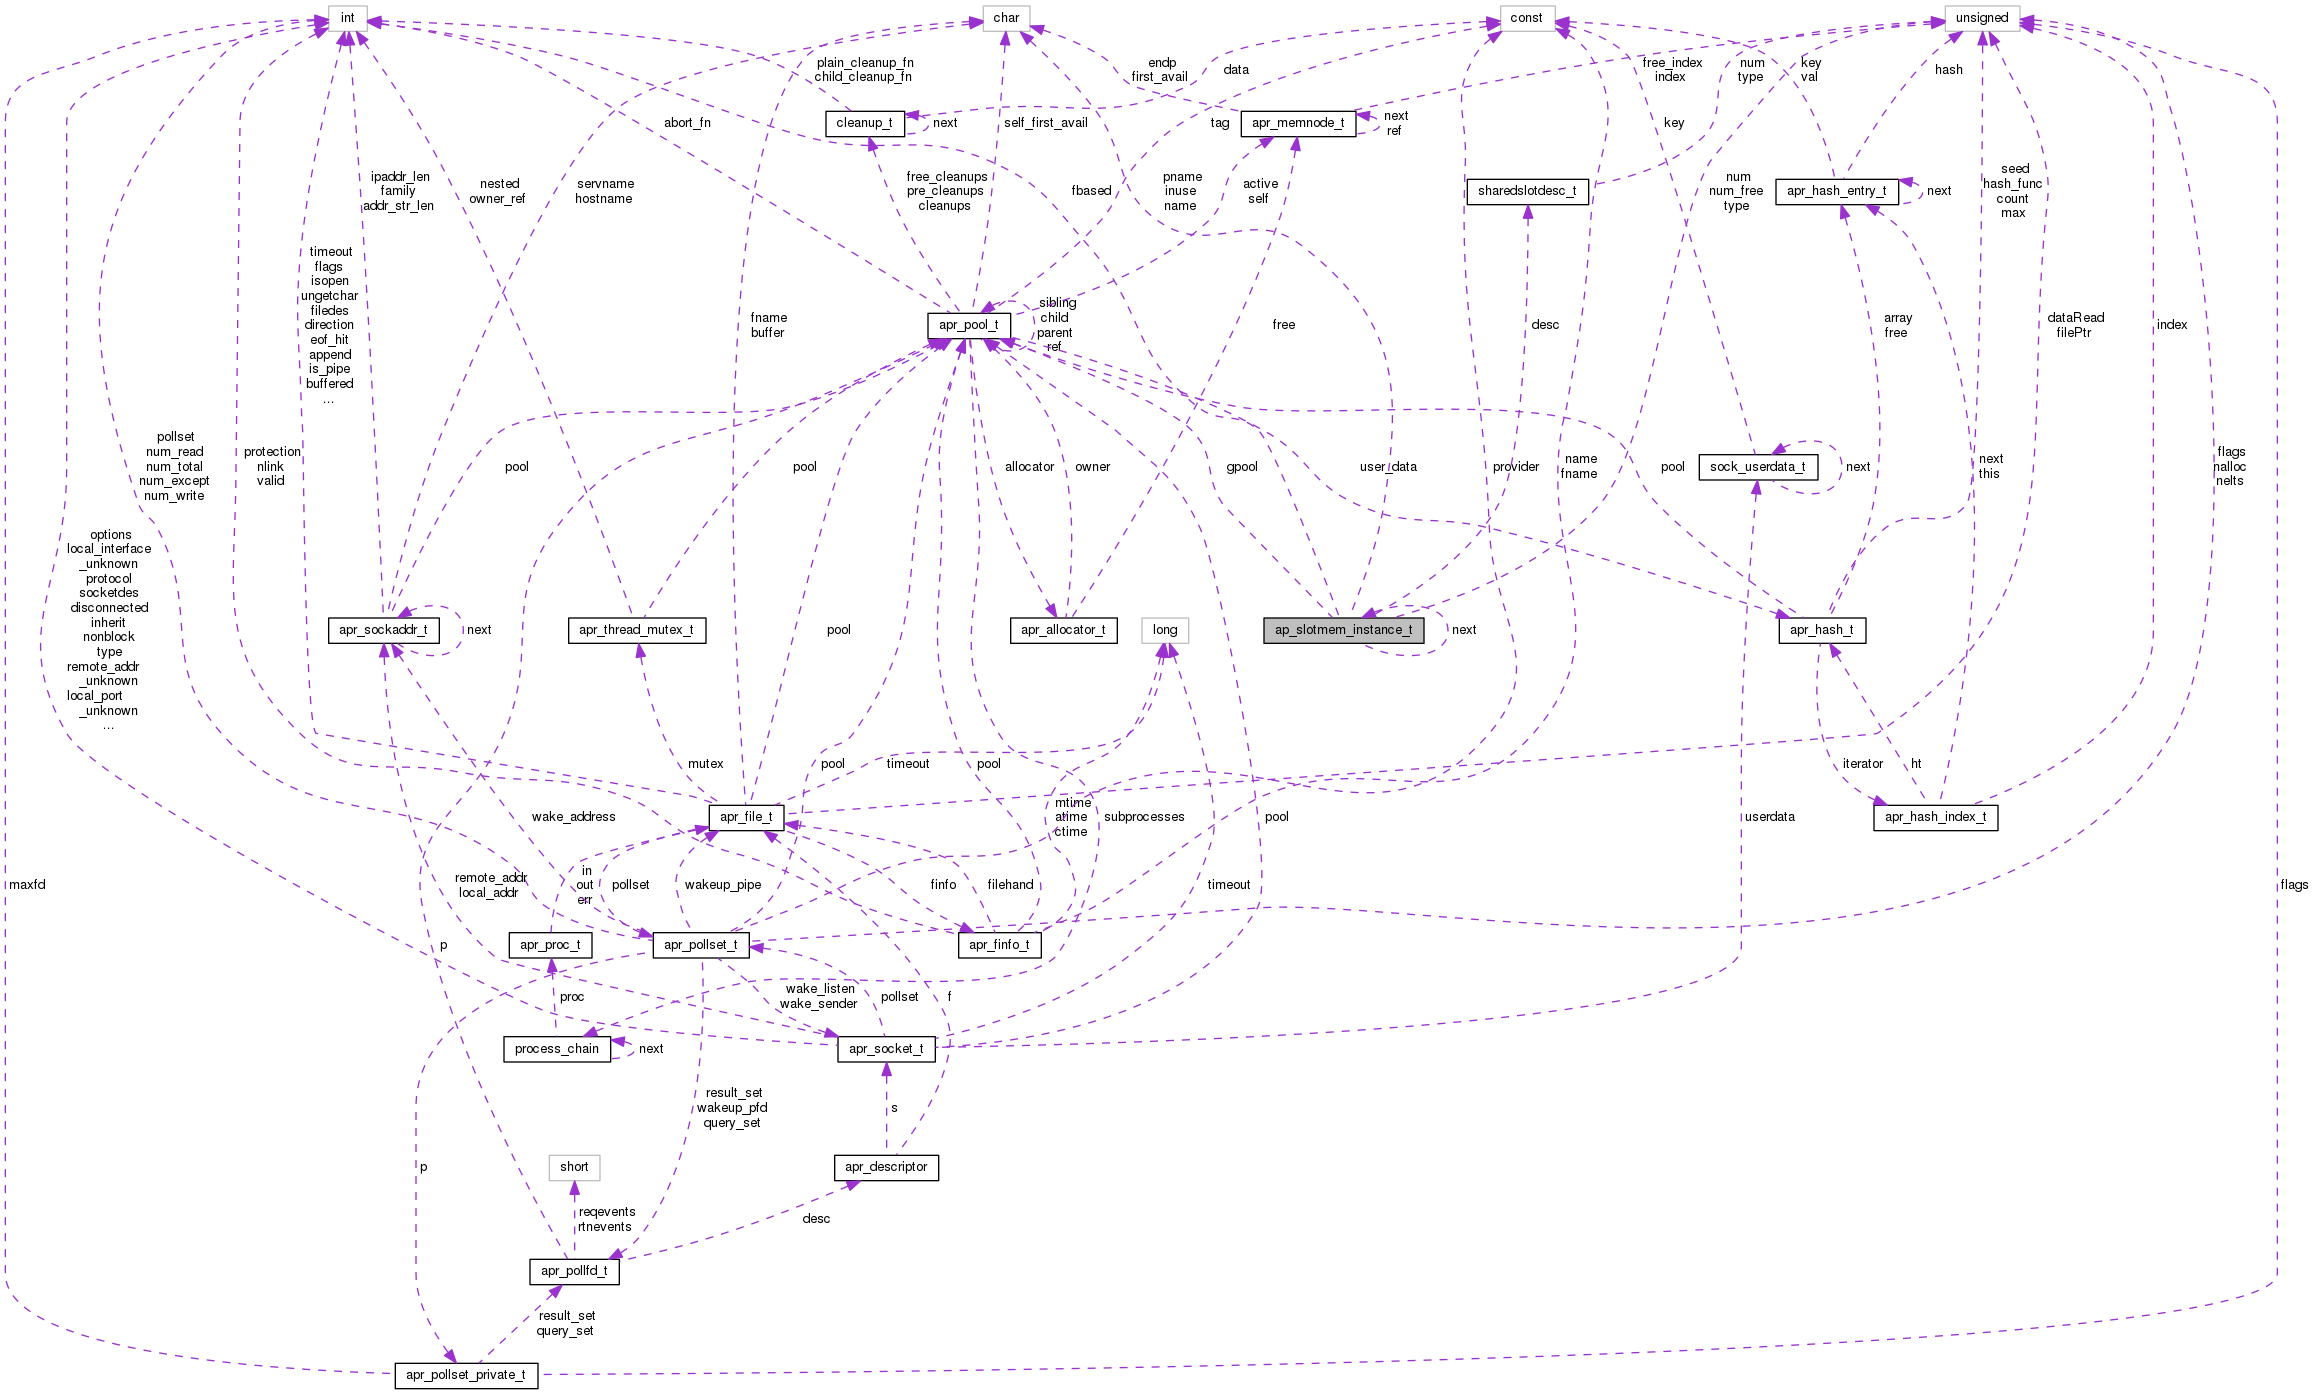 int
char
const
unsigned
plain_cleanup_fn
child_cleanup_fn
endp
first_avail
data
free_index
index
num
type
key
val
hash
cleanup_t
next
apr_memnode_t
next
ref
abort_fn
self_first_avail
tag
key
ipaddr_len
family
addr_str_len
nested
owner_ref
servname
hostname
free_cleanups
pre_cleanups
cleanups
fbased
pname
inuse
name
active
self
sharedslotdesc_t
num
num_free
type
apr_hash_entry_t
next
seed
hash_func
count
max
timeout
flags
isopen
ungetchar
filedes
direction
eof_hit
append
is_pipe
buffered
...
fname
buffer
apr_pool_t
sibling
child
parent
ref
free
desc
array
free
dataRead
filePtr
index
pollset
num_read
num_total
num_except
num_write
protection
nlink
valid
pool
pool
allocator
owner
gpool
user_data
provider
name
fname
pool
sock_userdata_t
next
next
this
flags
nalloc
nelts
options
local_interface
_unknown
protocol
socketdes
disconnected
inherit
nonblock
type
remote_addr
_unknown
local_port
_unknown
...
apr_sockaddr_t
next
apr_thread_mutex_t
pool
apr_allocator_t
long
ap_slotmem_instance_t
next
apr_hash_t
mutex
pool
timeout
pool
iterator
ht
wake_address
apr_file_t
mtime
atime
ctime
subprocesses
pool
userdata
apr_hash_index_t
maxfd
remote_addr
local_addr
in
out
err
pollset
wakeup_pipe
finfo
filehand
timeout
flags
p
apr_proc_t
apr_pollset_t
apr_finfo_t
proc
wake_listen
wake_sender
pollset
f
process_chain
next
apr_socket_t
result_set
wakeup_pfd
query_set
s
p
short
apr_descriptor
reqevents
rtnevents
desc
apr_pollfd_t
result_set
query_set
apr_pollset_private_t